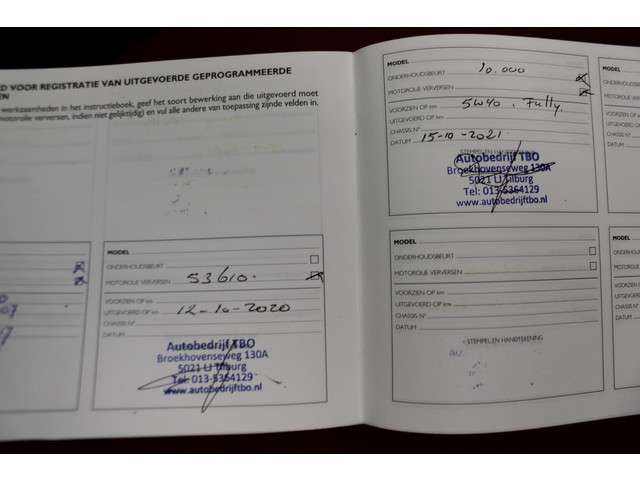 D VOOR REGISTRATIE VAN UITGEVOERDE GEPROGRAMMEERDE
EN
werkzaamheden in het instructieboek, geef het soort bewerking aan die uitgevoerd moet
motorolie verversen, indien niet gelijktijdig) en vul alle andere van toepassing zijnde velden in.
07
MODEL
ONDERHOUDSBEURT
MOTOROLIE VERVERSEN 53610.
VOORZIEN OP km
UITGEVOERD OP km 12-10-2020
CHASSIS N°
DATUM
Autobedrijf TBO
Broekhovenseweg 130A
5021 LJ Tilburg
Tel: 013-5364129
www.autobedrijftbo.nl
MODEL
ONDERHOUDSBEURT 10.000
MOTOROLIE VERVERSEN
VOORZIEN OP km 5W40. Fully.
UITGEVOERD OP km
CHASSIS N°
DATUM 15-10-2021.
STEMPEL EN HANDTEKENING
Autobedrijf TBO
Broekhovenseweg 130A
5021 LJ Tilburg
Tel: 013-5364129
www.autobedrijftbo.nl
MODEL
ONDERHOUDSBEURT
MOTOROLIE VERVERSEN
VOORZIEN OP km
UITGEVOERD OP km
CHASSIS N°
DATUM
STEMPEL EN HANDTEKENING